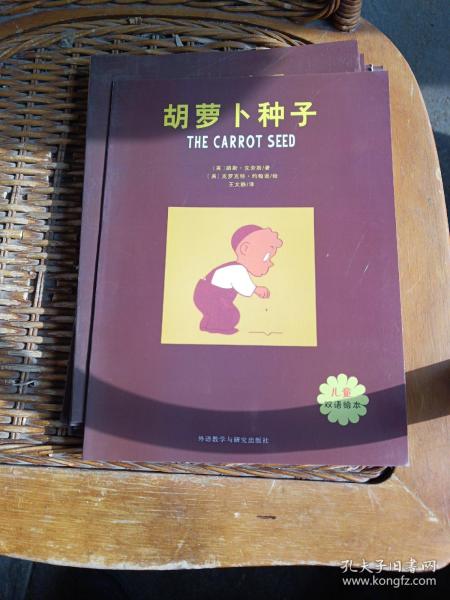 胡萝卜种子
THE CARROT SEED
（美）露斯·克劳斯/著
（美）克罗克特·约翰逊/绘
王文静/译
儿童
双语绘本
外语教学与研究出版社
孔夫子旧书网
www.kongfz.com